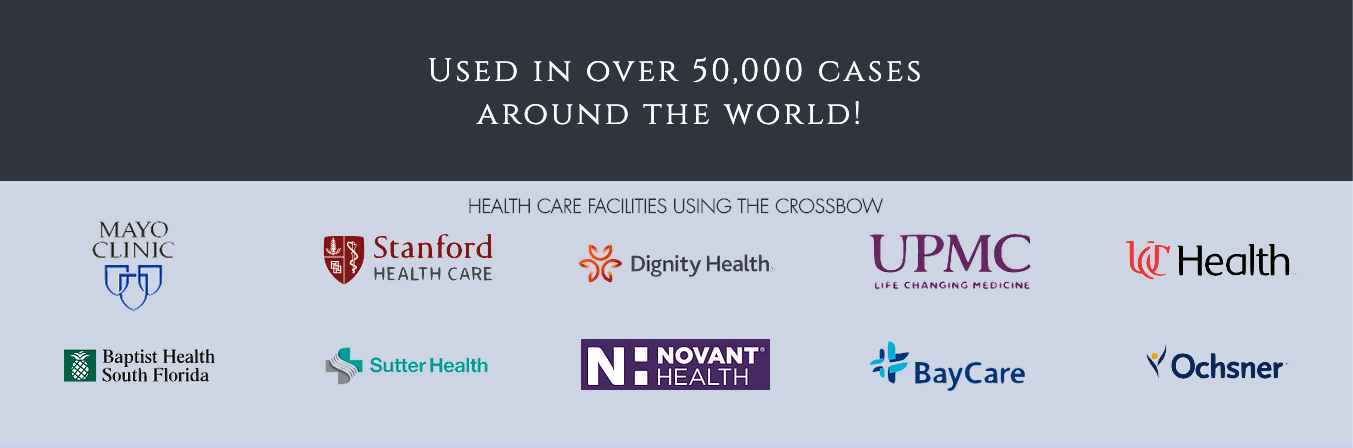 USED IN OVER 50,000 CASES
AROUND THE WORLD!
HEALTH CARE FACILITIES USING THE CROSSBOW
MAYO
CLINIC
Stanford
HEALTH CARE
Dignity Health
UPMC
LIFE CHANGING MEDICINE
UC Health
Baptist Health
South Florida
Sutter Health
N: NOVANT®
HEALTH
BayCare
Ochsner